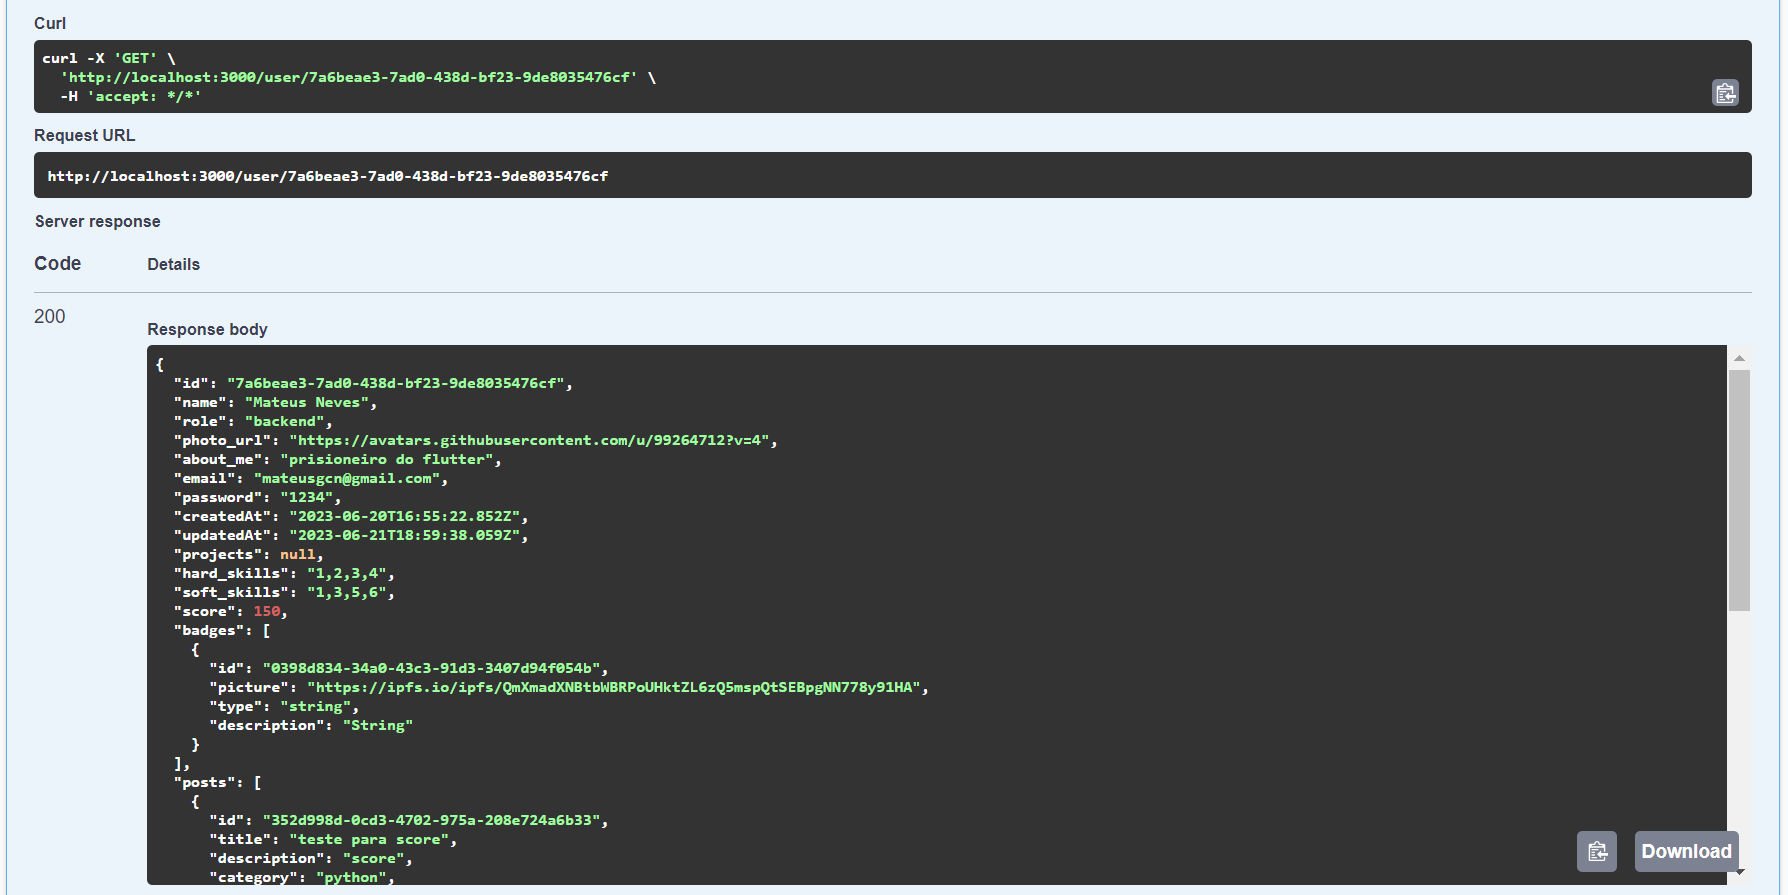 Curl
curl -X 'GET' \
'http://localhost:3000/user/7a6beae3-7ad0-438d-bf23-9de8035476cf' \
-H 'accept: */*'
Request URL
http://localhost:3000/user/7a6beae3-7ad0-438d-bf23-9de8035476cf
Server response
Code Details
200
Response body
{
"id": "7a6beae3-7ad0-438d-bf23-9de8035476cf",
"name": "Mateus Neves",
"role": "backend",
"photo_url": "https://avatars.githubusercontent.com/u/99264712?v=4",
"about_me": "prisioneiro do flutter",
"email": "mateusgcn@gmail.com",
"password": "1234",
"createdAt": "2023-06-20T16:55:22.852Z",
"updatedAt": "2023-06-21T18:59:38.059Z",
"projects": null,
"hard_skills": "1,2,3,4",
"soft_skills": "1,3,5,6",
"score": 150,
"badges": [
{
"id": "0398d834-34a0-43c3-91d3-3407d94f054b",
"picture": "https://ipfs.io/ipfs/QmXmadXNBtbWBRPoUHktZL6zQ5mspQtSEBpgNN778y91HA",
"type": "string",
"description": "String"
}
],
"posts": [
{
"id": "352d998d-0cd3-4702-975a-208e724a6b33",
"title": "teste para score",
"description": "score",
"category": "python",
Download